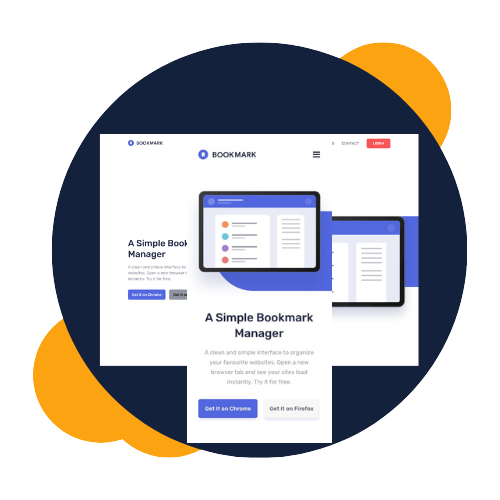 BOOKMARK
CONTACT
LOGIN
A Simple Book
Manager
A clean and simple interface to
websites. Open a new browser
instantly. Try it for free.
Get it on Chrome
Get it
BOOKMARK
A Simple Bookmark
Manager
A clean and simple interface to organize
your favourite websites. Open a new
browser tab and see your sites load
instantly. Try it for free.
Get it on Chrome
Get it on Firefox